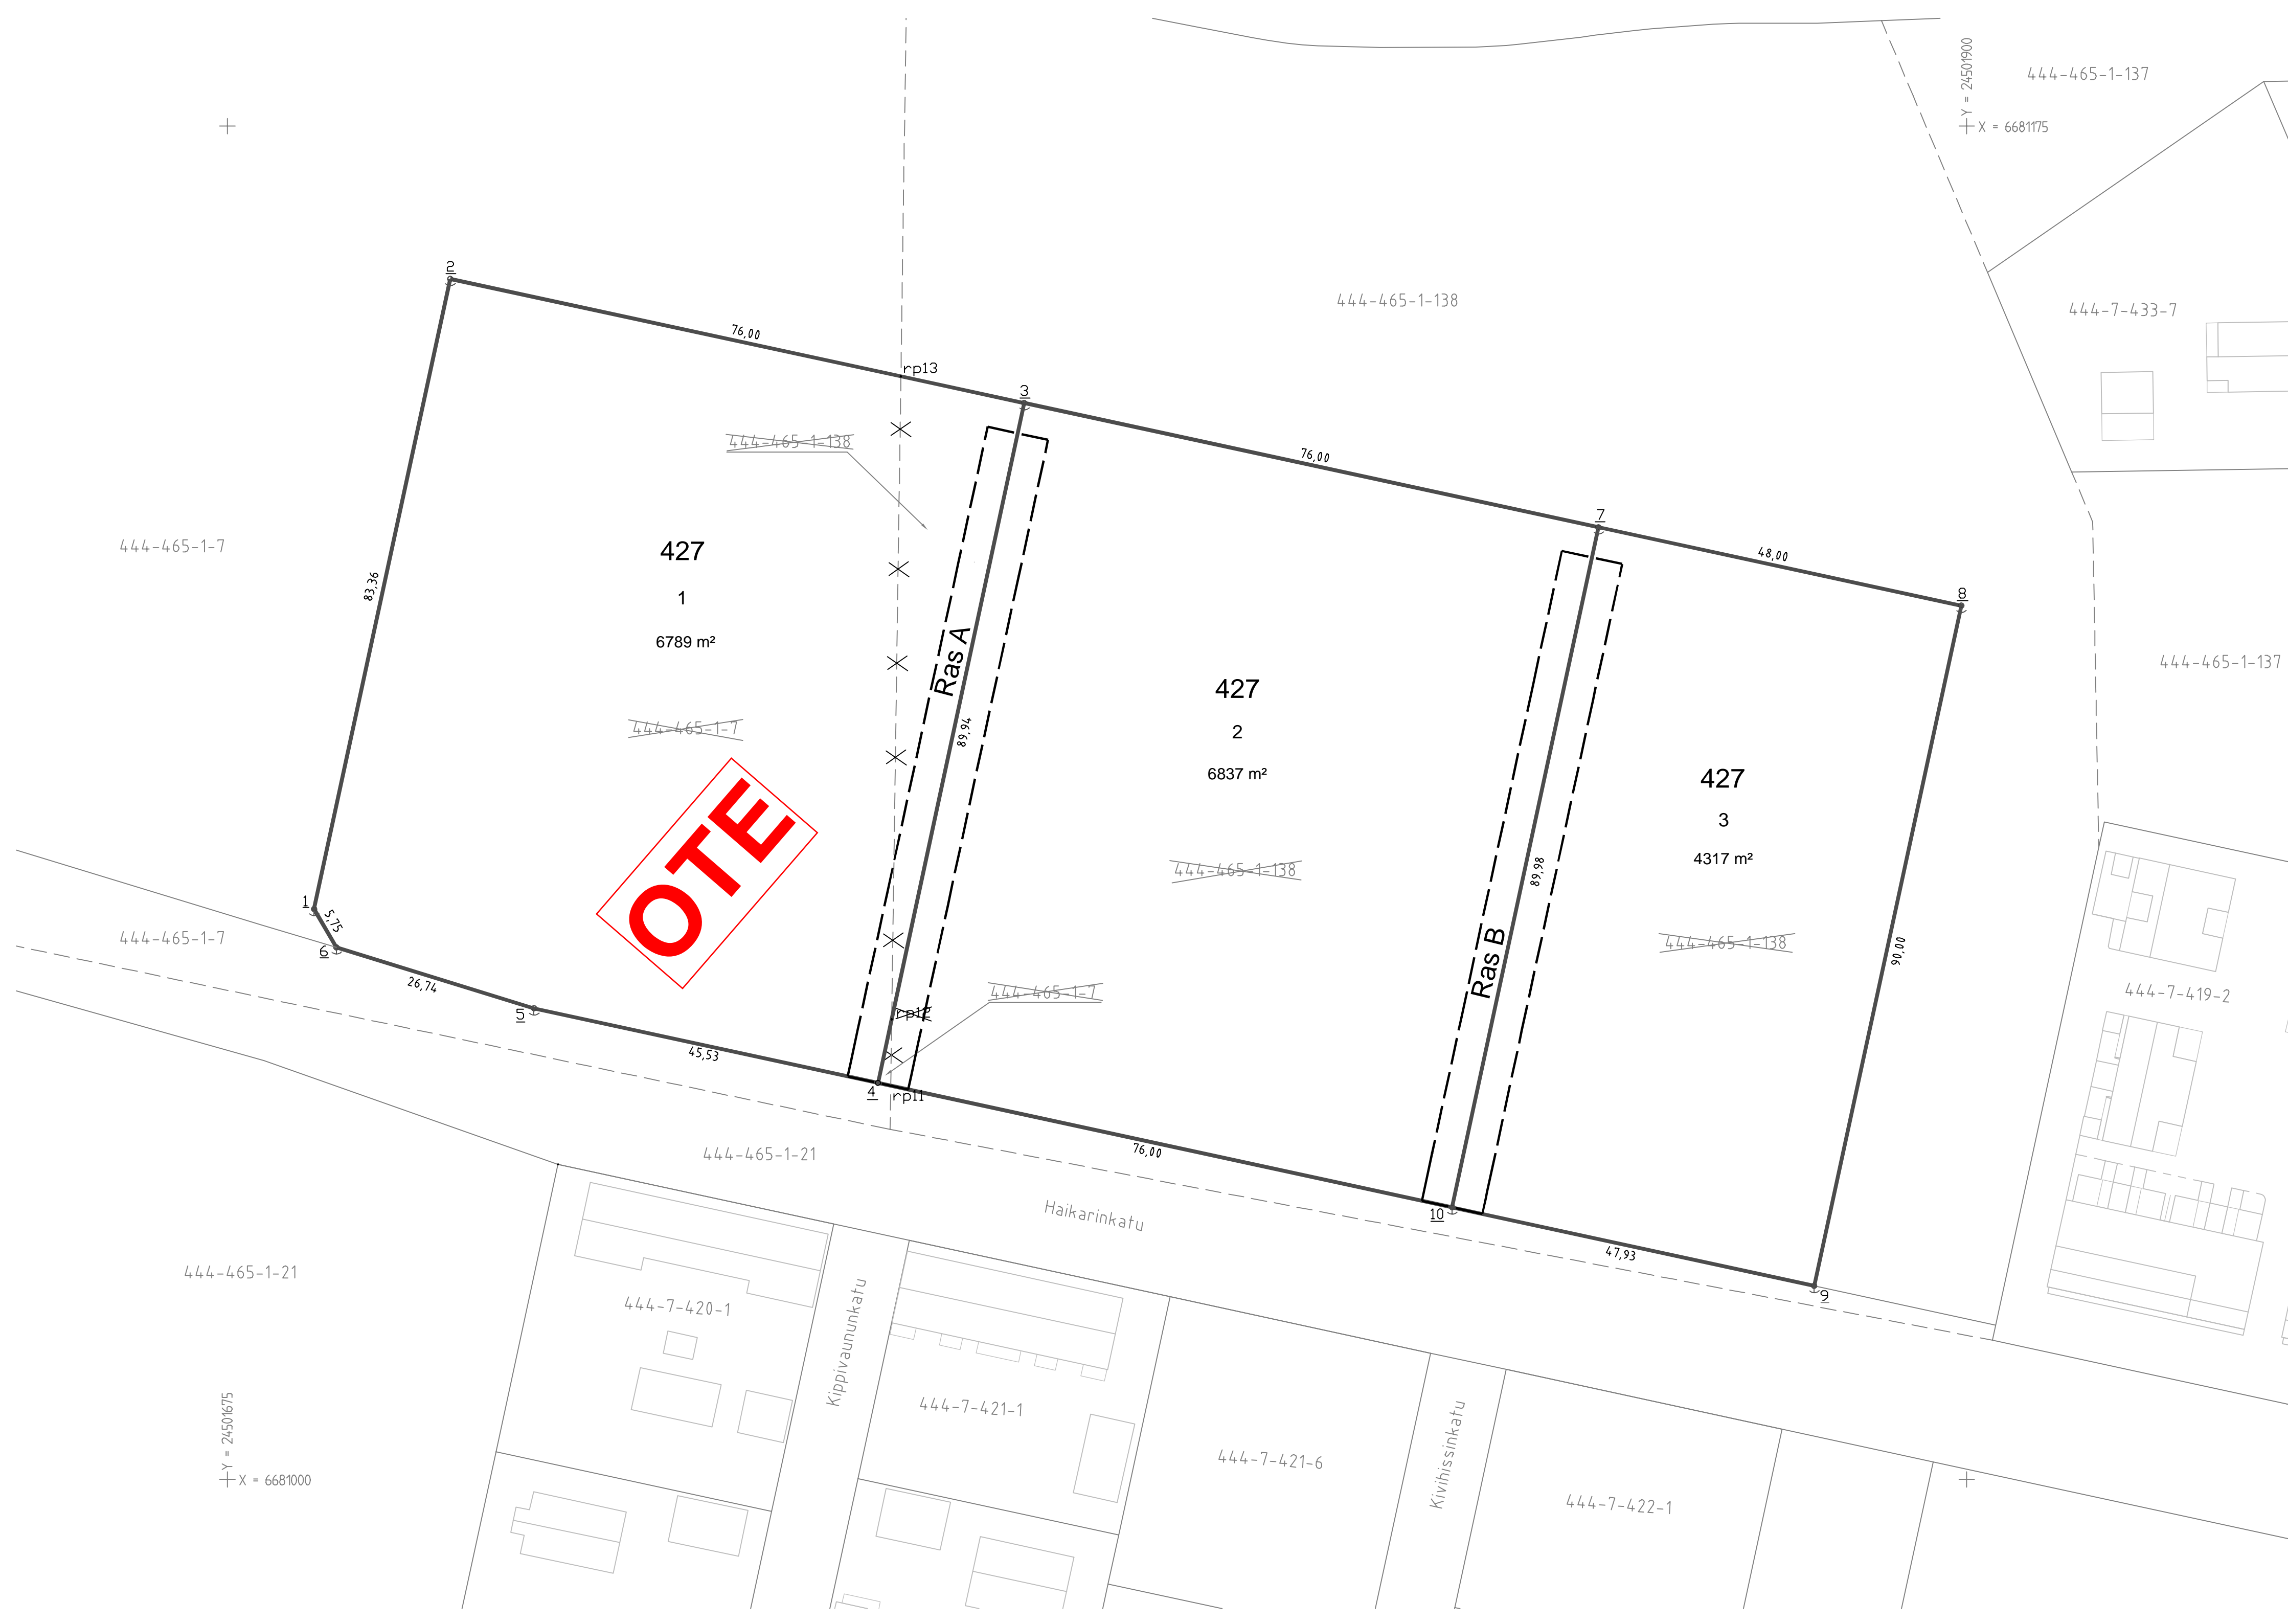 Y = 24501900
444-465-1-137
X = 6681175
2
444-465-1-138
444-7-433-7
76,00
rp13
3
444-465-1-138
76,00
7
444-465-1-7
427
48,00
83,36
1
8
6789 m²
Ras A
444-465-1-137
427
444-465-1-7
2
89,94
6837 m²
427
3
OTE
444-465-1-138
89,98
4317 m²
1
5,75
444-465-1-7
6
444-465-1-138
90,00
Ras B
26,74
444-465-1-7
444-7-419-2
5
rp12
45,53
4
rp11
444-465-1-21
76,00
Haikarinkatu
10
47,93
9
444-465-1-21
444-7-420-1
Kippivaununkatu
444-7-421-1
Kivihissinkatu
444-7-421-6
444-7-422-1
Y = 24501675
X = 6681000